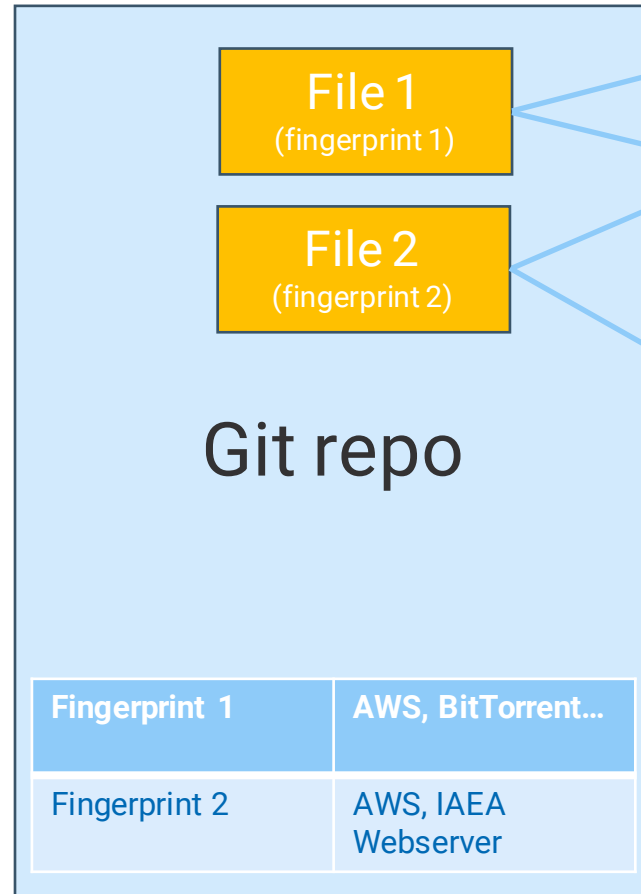 File 1
(fingerprint 1)
File 2
(fingerprint 2)
Git repo
Fingerprint 1
AWS, BitTorrent…
Fingerprint 2
AWS, IAEA
Webserver